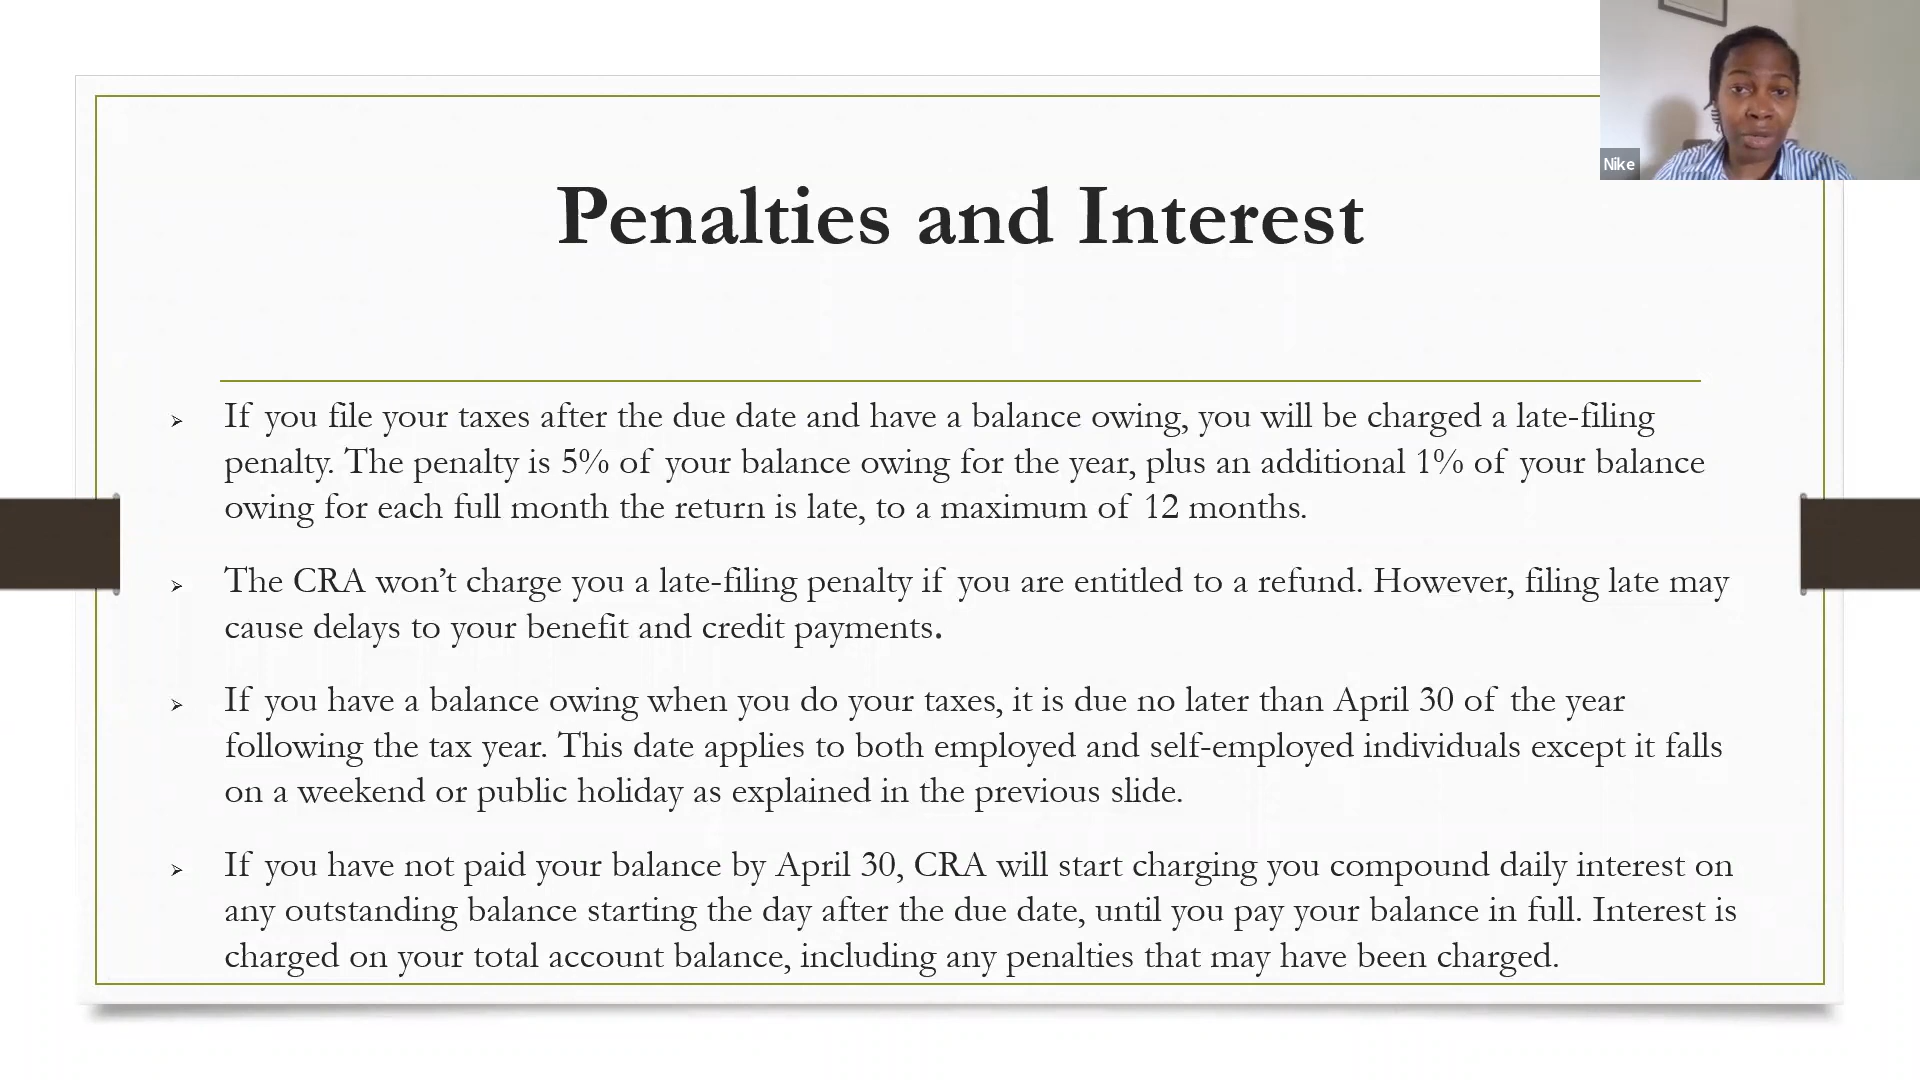 Nike
Penalties and Interest
If you file your taxes after the due date and have a balance owing, you will be charged a late-filing
penalty. The penalty is 5% of your balance owing for the year, plus an additional 1% of your balance
owing for each full month the return is late, to a maximum of 12 months.
The CRA won’t charge you a late-filing penalty if you are entitled to a refund. However, filing late may
cause delays to your benefit and credit payments.
If you have a balance owing when you do your taxes, it is due no later than April 30 of the year
following the tax year. This date applies to both employed and self-employed individuals except it falls
on a weekend or public holiday as explained in the previous slide.
If you have not paid your balance by April 30, CRA will start charging you compound daily interest on
any outstanding balance starting the day after the due date, until you pay your balance in full. Interest is
charged on your total account balance, including any penalties that may have been charged.